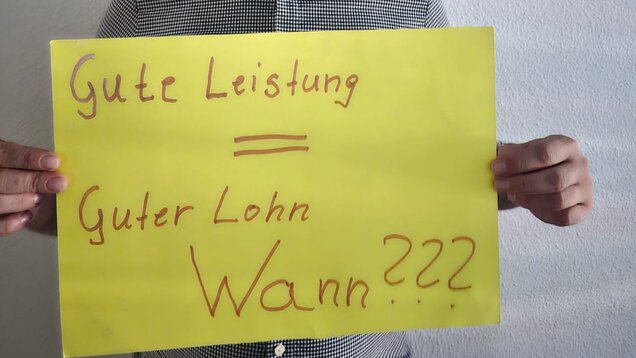 Gute Leistung
=
Guter Lohn
Wann???